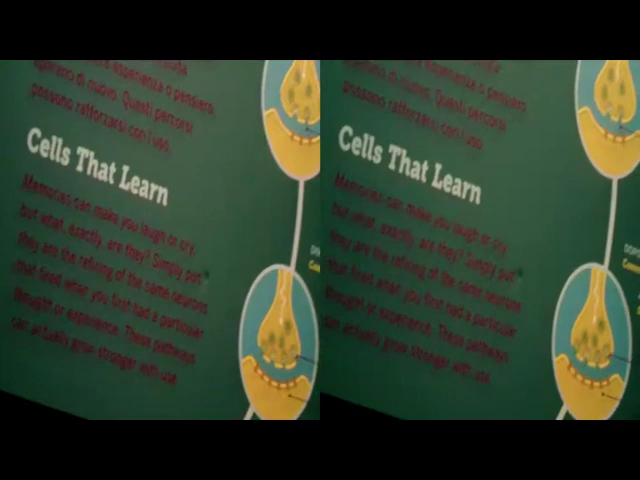 esperienza o pensiero
di nuovo. Questi percorsi
possono rafforzarsi con l'uso.
Cells That Learn
Memories can make you laugh or cry,
but what, exactly, are they? Simply put,
they are the refiring of the same neurons
that fired when you first had a particular
thought or experience. These pathways
can actually grow stronger with use.